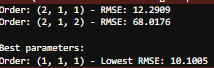 Order: (2, 1, 1) - RMSE: 12.2909
Order: (2, 1, 2) - RMSE: 68.0176
Best parameters:
Order: (1, 1, 1) - Lowest RMSE: 10.1005